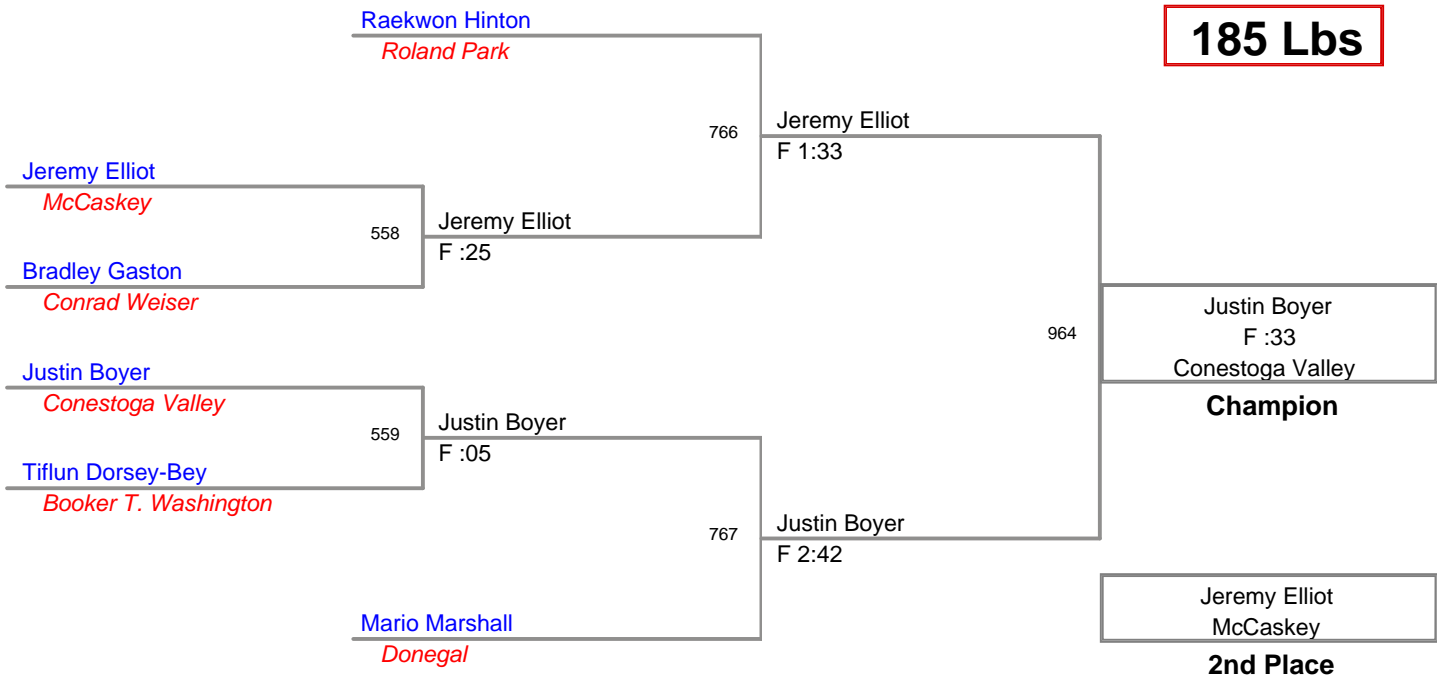 Raekwon Hinton
Roland Park
185 Lbs
766
Jeremy Elliot
F 1:33
Jeremy Elliot
McCaskey
558
Jeremy Elliot
F :25
Bradley Gaston
Conrad Weiser
964
Justin Boyer
F :33
Conestoga Valley
Champion
Justin Boyer
Conestoga Valley
559
Justin Boyer
F :05
Tiflun Dorsey-Bey
Booker T. Washington
767
Justin Boyer
F 2:42
Mario Marshall
Donegal
Jeremy Elliot
McCaskey
2nd Place